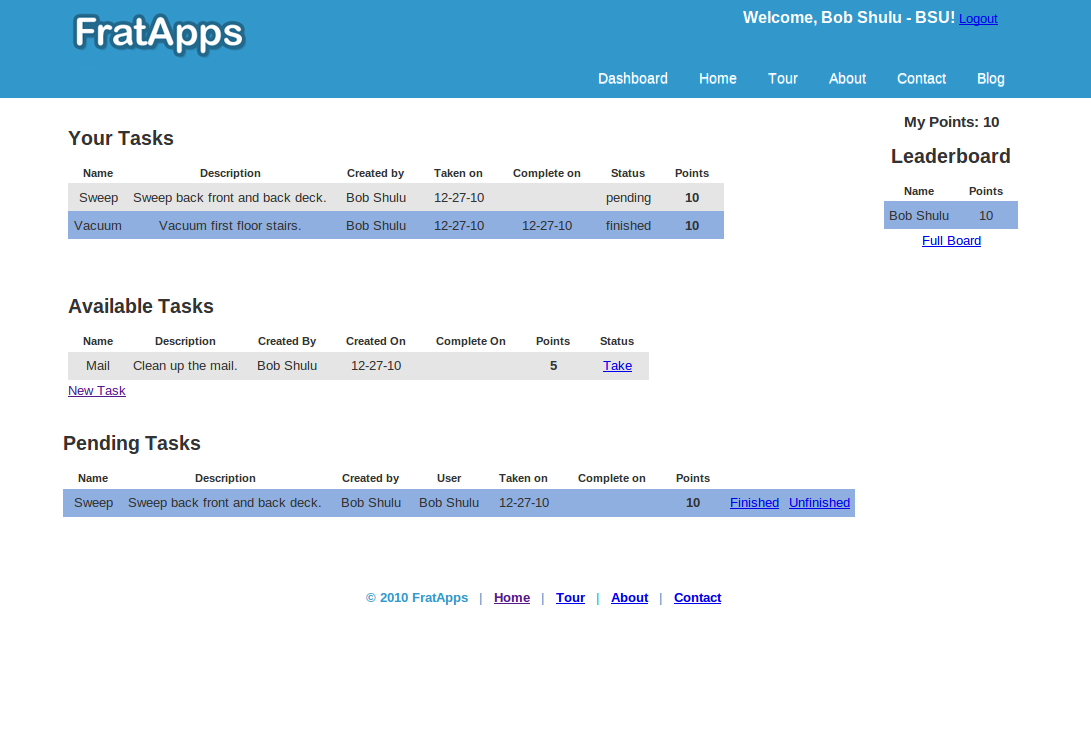 FratApps
Welcome, Bob Shulu - BSU! Logout
Dashboard Home Tour About Contact Blog
My Points: 10
Leaderboard
Name Points
Bob Shulu 10
Full Board
Your Tasks
Name Description Created by Taken on Complete on Status Points
Sweep Sweep back front and back deck. Bob Shulu 12-27-10 pending 10
Vacuum Vacuum first floor stairs. Bob Shulu 12-27-10 12-27-10 finished 10
Available Tasks
Name Description Created By Created On Complete On Points Status
Mail Clean up the mail. Bob Shulu 12-27-10 5 Take
New Task
Pending Tasks
Name Description Created by User Taken on Complete on Points
Sweep Sweep back front and back deck. Bob Shulu Bob Shulu 12-27-10 10 Finished Unfinished
© 2010 FratApps | Home | Tour | About | Contact